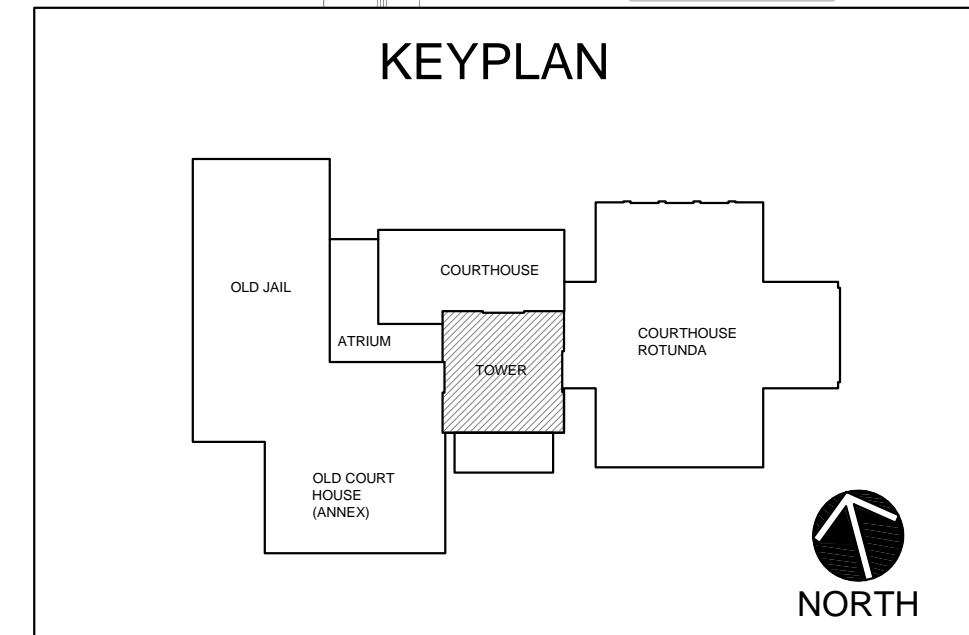 KEYPLAN
COURTHOUSE
OLD JAIL
COURTHOUSE
ROTUNDA
ATRIUM
TOWER
OLD COURT
HOUSE
(ANNEX)
NORTH